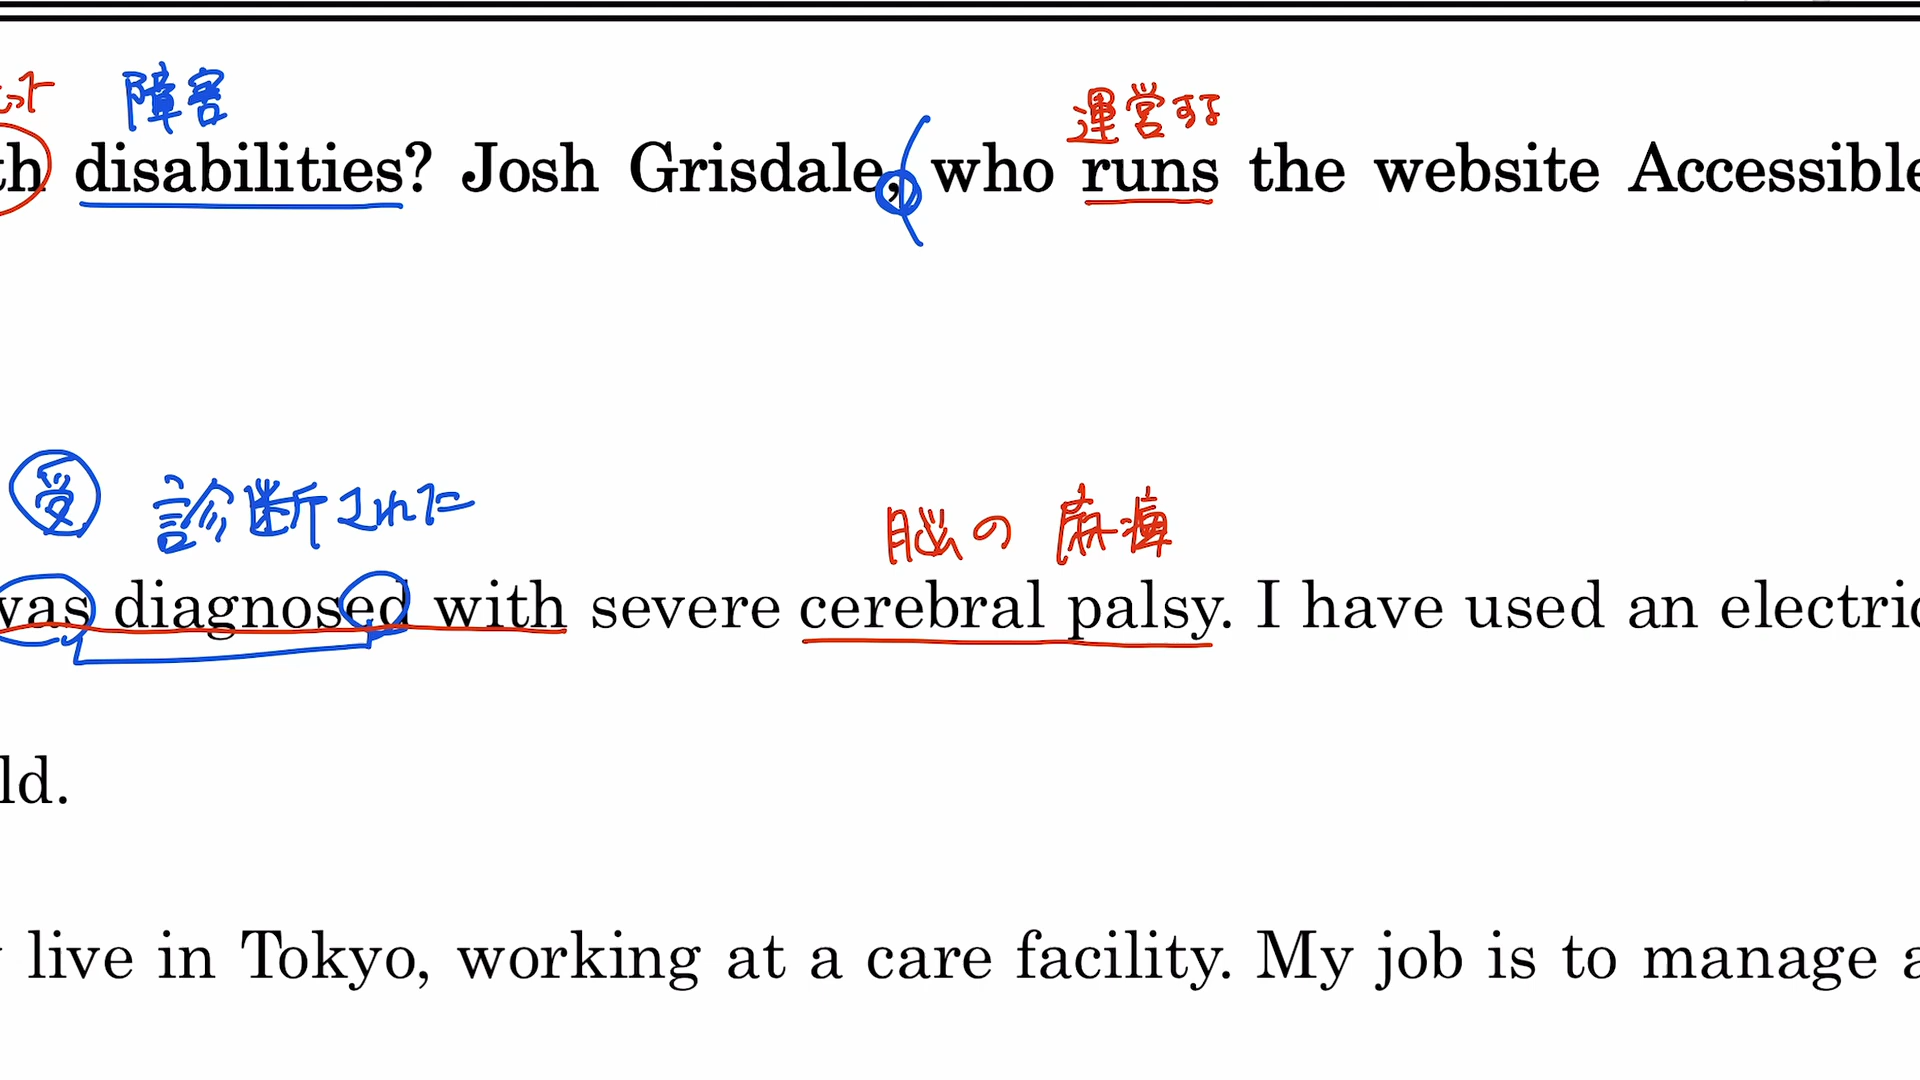 障害 運営する
th disabilities? Josh Grisdale, who runs the website Accessible
受 診断された 脳の麻痺
was diagnosed with severe cerebral palsy. I have used an electric
ld.
live in Tokyo, working at a care facility. My job is to manage a